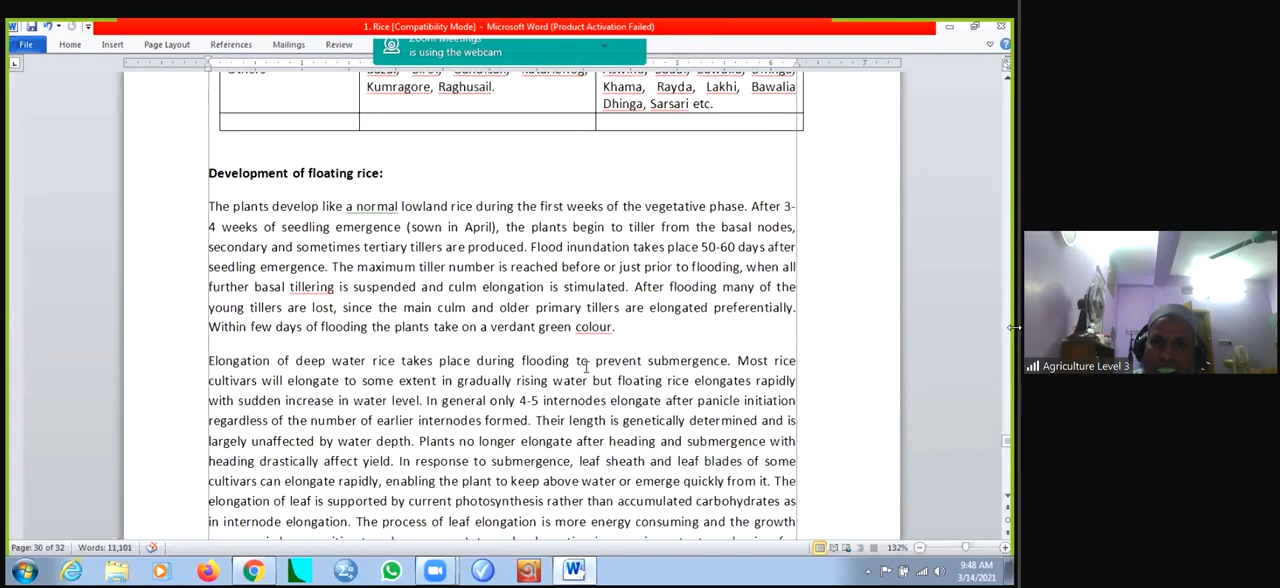 1. Rice [Compatibility Mode] - Microsoft Word (Product Activation Failed)
File Home Insert Page Layout References Mailings Review
Zoom Meetings
is using the webcam
Others
Kumragore, Raghusail.
Khama, Rayda, Lakhi, Bawalia
Dhinga, Sarsari etc.
Development of floating rice:
The plants develop like a normal lowland rice during the first weeks of the vegetative phase. After 3-
4 weeks of seedling emergence (sown in April), the plants begin to tiller from the basal nodes,
secondary and sometimes tertiary tillers are produced. Flood inundation takes place 50-60 days after
seedling emergence. The maximum tiller number is reached before or just prior to flooding, when all
further basal tillering is suspended and culm elongation is stimulated. After flooding many of the
young tillers are lost, since the main culm and older primary tillers are elongated preferentially.
Within few days of flooding the plants take on a verdant green colour.
Elongation of deep water rice takes place during flooding to prevent submergence. Most rice
cultivars will elongate to some extent in gradually rising water but floating rice elongates rapidly
with sudden increase in water level. In general only 4-5 internodes elongate after panicle initiation
regardless of the number of earlier internodes formed. Their length is genetically determined and is
largely unaffected by water depth. Plants no longer elongate after heading and submergence with
heading drastically affect yield. In response to submergence, leaf sheath and leaf blades of some
cultivars can elongate rapidly, enabling the plant to keep above water or emerge quickly from it. The
elongation of leaf is supported by current photosynthesis rather than accumulated carbohydrates as
in internode elongation. The process of leaf elongation is more energy consuming and the growth
Agriculture Level 3
Page: 30 of 32 Words: 11,101 132%
9:48 AM
3/14/2021